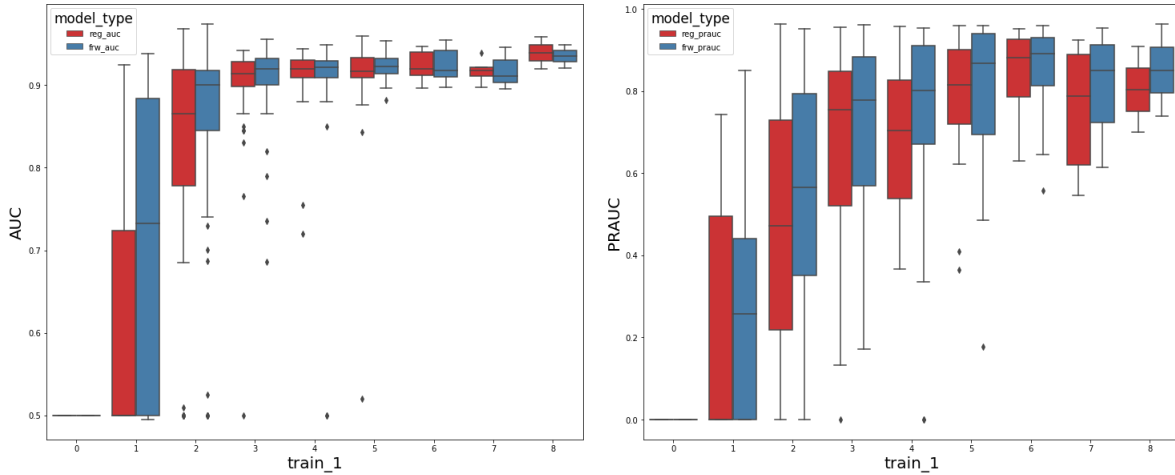 model_type
reg_auc
frw_auc
0.9
0.8
0.7
0.6
0.5
AUC
0 1 2 3 4 5 6 7 8
train_1
model_type
reg_prauc
frw_prauc
1.0
0.8
0.6
0.4
0.2
0.0
PRAUC
0 1 2 3 4 5 6 7 8
train_1